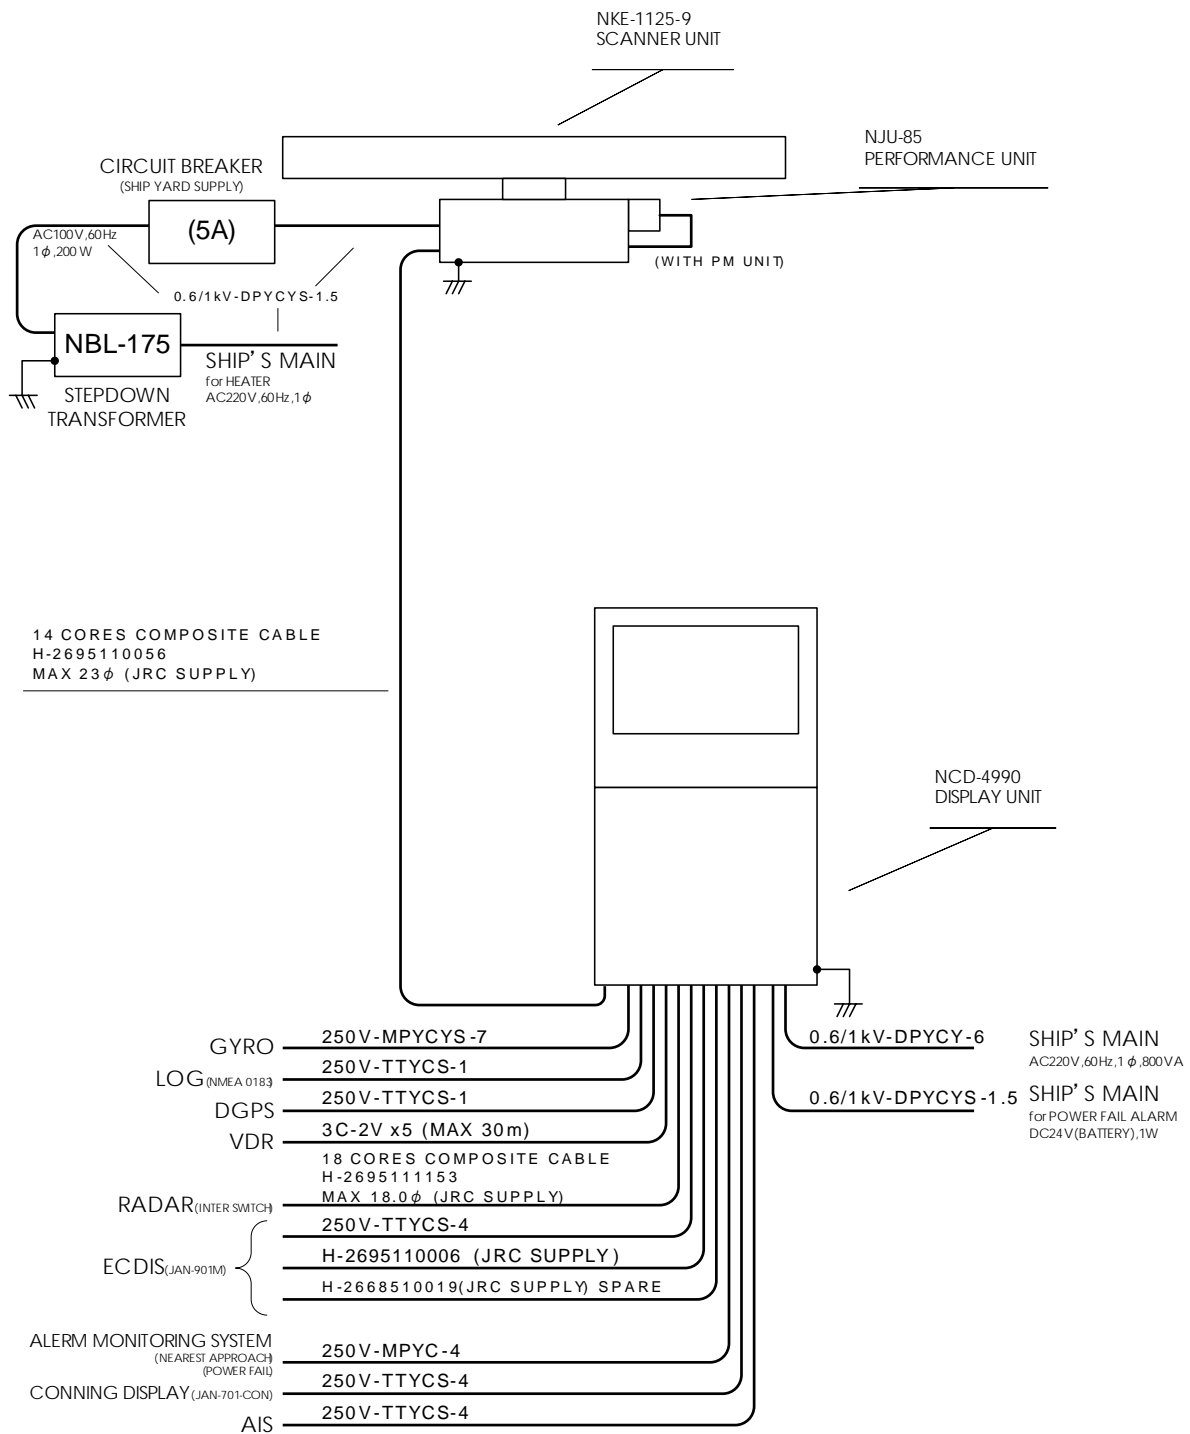 NKE-1125-9
SCANNER UNIT
NJU-85
PERFORMANCE UNIT
CIRCUIT BREAKER
(SHIP YARD SUPPLY)
(5A)
AC100V,60Hz
1φ,200W
(WITH PM UNIT)
0.6/1kV-DPYCYS-1.5
NBL-175
SHIP'S MAIN
for HEATER
AC220V,60Hz,1φ
STEPDOWN
TRANSFORMER
14 CORES COMPOSITE CABLE
H-2695110056
MAX 23φ (JRC SUPPLY)
NCD-4990
DISPLAY UNIT
GYRO 250V-MPYCYS-7
0.6/1kV-DPYCY-6 SHIP'S MAIN
AC220V,60Hz,1φ,800VA
LOG(NMEA 0183) 250V-TTYCS-1
DGPS 250V-TTYCS-1
0.6/1kV-DPYCYS-1.5 SHIP'S MAIN
for POWER FAIL ALARM
DC24V(BATTERY),1W
VDR 3C-2V x5 (MAX 30m)
18 CORES COMPOSITE CABLE
H-2695111153
RADAR(INTER SWITCH) MAX 18.0φ (JRC SUPPLY)
250V-TTYCS-4
ECDIS(JAN-901M) H-2695110006 (JRC SUPPLY)
H-2668510019(JRC SUPPLY) SPARE
ALERM MONITORING SYSTEM 250V-MPYC-4
(NEAREST APPROACH)
(POWER FAIL)
CONNING DISPLAY(JAN-701-CON) 250V-TTYCS-4
AIS 250V-TTYCS-4